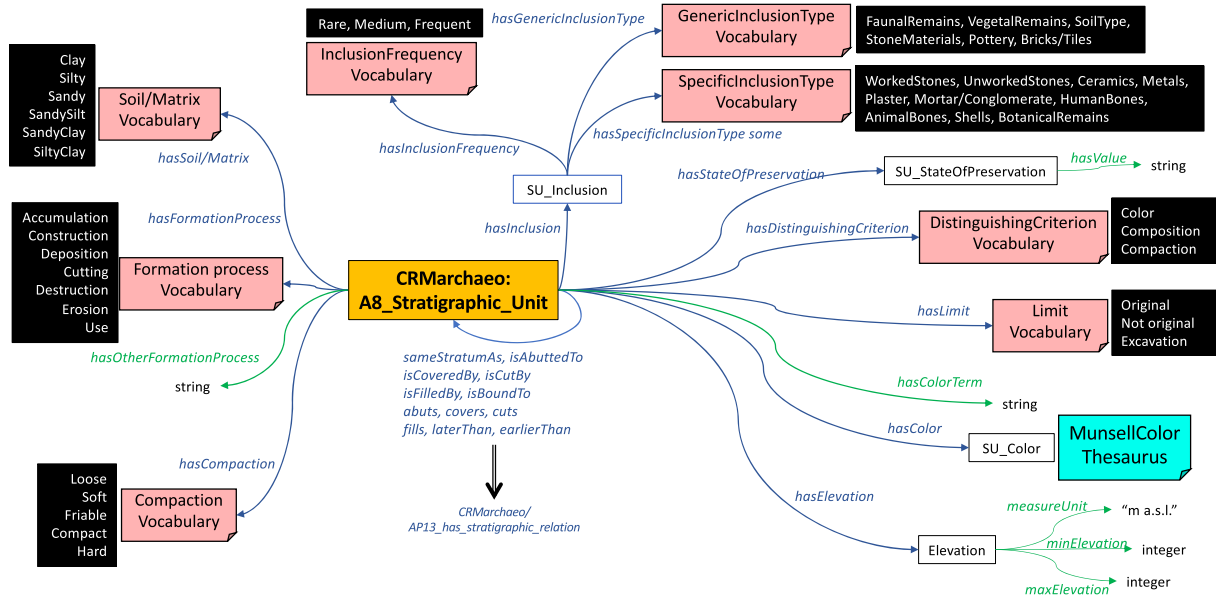 Rare, Medium, Frequent
InclusionFrequency
Vocabulary
hasGenericInclusionType
GenericInclusionType
Vocabulary
FaunalRemains, VegetalRemains, SoilType,
StoneMaterials, Pottery, Bricks/Tiles
SpecificInclusionType
Vocabulary
WorkedStones, UnworkedStones, Ceramics, Metals,
Plaster, Mortar/Conglomerate, HumanBones,
AnimalBones, Shells, BotanicalRemains
hasSpecificInclusionType some
hasInclusionFrequency
SU_Inclusion
hasInclusion
Clay
Silty
Sandy
SandySilt
SandyClay
SiltyClay
Soil/Matrix
Vocabulary
hasSoil/Matrix
hasFormationProcess
Accumulation
Construction
Deposition
Cutting
Destruction
Erosion
Use
Formation process
Vocabulary
hasOtherFormationProcess
string
hasCompaction
Loose
Soft
Friable
Compact
Hard
Compaction
Vocabulary
CRMarchaeo:
A8_Stratigraphic_Unit
sameStratumAs, isAbuttedTo
isCoveredBy, isCutBy
isFilledBy, isBoundTo
abuts, covers, cuts
fills, laterThan, earlierThan
CRMarchaeo/
AP13_has_stratigraphic_relation
hasStateOfPreservation
SU_StateOfPreservation
hasValue
string
hasDistinguishingCriterion
DistinguishingCriterion
Vocabulary
Color
Composition
Compaction
hasLimit
Limit
Vocabulary
Original
Not original
Excavation
hasColorTerm
string
hasColor
SU_Color
MunsellColor
Thesaurus
hasElevation
Elevation
measureUnit
“m a.s.l.”
minElevation
integer
maxElevation
integer